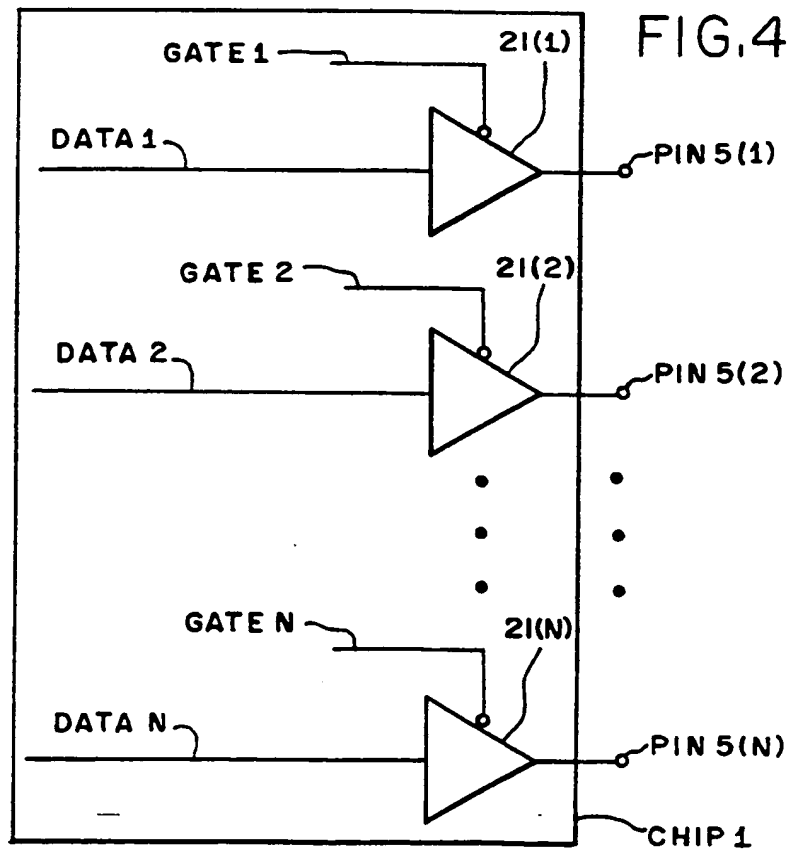 FIG.4
GATE 1
21(1)
DATA 1
PIN 5(1)
GATE 2
21(2)
DATA 2
PIN 5(2)
GATE N
21(N)
DATA N
PIN 5(N)
CHIP 1